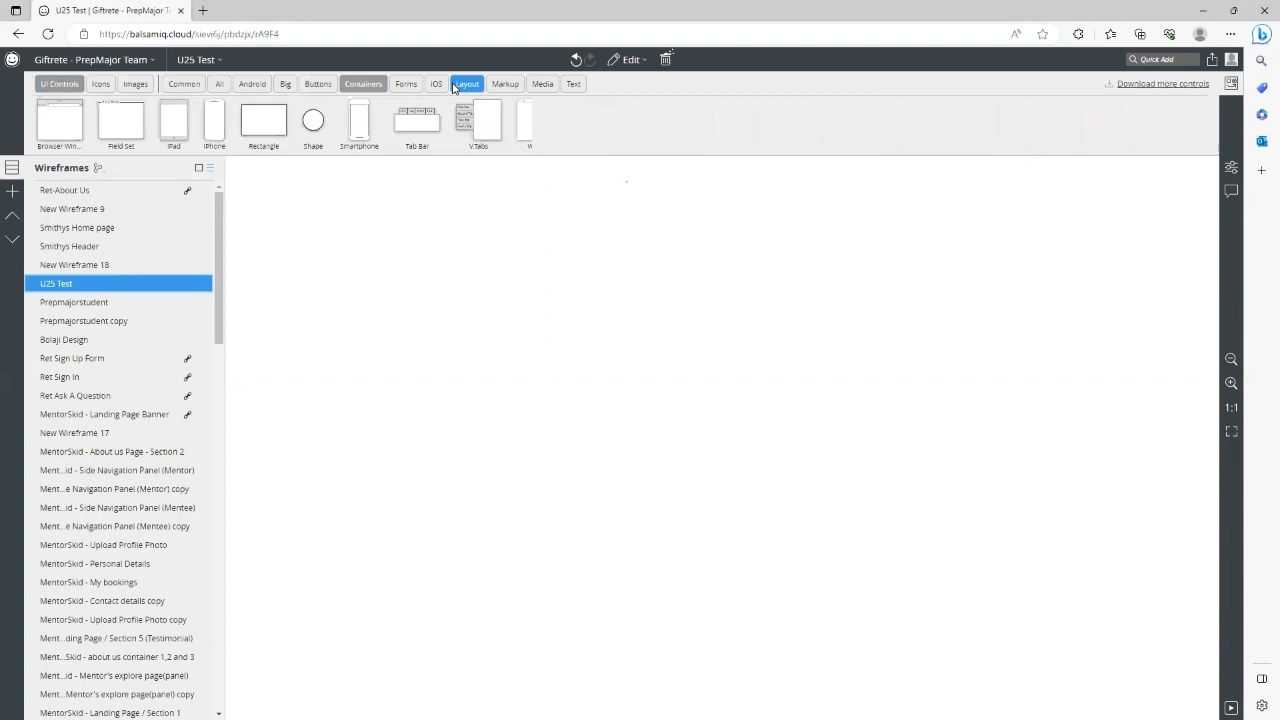 U25 Test | Giftrete - PrepMajor T
https://balsamiq.cloud/sievi6j/pbdzjx/rA9F4
Giftrete - PrepMajor Team
U25 Test
Edit
Quick Add
UI Controls Icons Images Common All Android Big Buttons Containers Forms iOS Layout Markup Media Text
Download more controls
Browser Win... Field Set iPad iPhone Rectangle Shape Smartphone Tab Bar V.Tabs W
Wireframes
Ret-About Us
New Wireframe 9
Smithys Home page
Smithys Header
New Wireframe 18
U25 Test
Prepmajorstudent
Prepmajorstudent copy
Bolaji Design
Ret Sign Up Form
Ret Sign In
Ret Ask A Question
MentorSkid - Landing Page Banner
New Wireframe 17
MentorSkid - About us Page - Section 2
Ment...id - Side Navigation Panel (Mentor)
Ment...e Navigation Panel (Mentor) copy
Ment...id - Side Navigation Panel (Mentee)
Ment...e Navigation Panel (Mentee) copy
MentorSkid - Upload Profile Photo
MentorSkid - Personal Details
MentorSkid - My bookings
MentorSkid - Contact details copy
MentorSkid - Upload Profile Photo copy
Ment...ding Page / Section 5 (Testimonial)
Ment...Skid - about us container 1,2 and 3
Ment...id - Mentor's explore page(panel)
Ment...Mentor's explore page(panel) copy
MentorSkid - Landing Page / Section 1
1:1